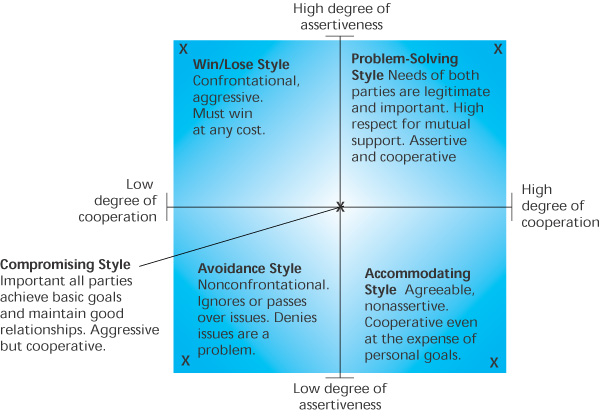 High degree of
assertiveness
X
X
Win/Lose Style
Confrontational,
aggressive.
Must win
at any cost.
Problem-Solving
Style Needs of both
parties are legitimate
and important. High
respect for mutual
support. Assertive
and cooperative
Low
degree of
cooperation
X
High
degree of
cooperation
Compromising Style
Important all parties
achieve basic goals
and maintain good
relationships. Aggressive
but cooperative.
Avoidance Style
Nonconfrontational.
Ignores or passes
over issues. Denies
issues are a
problem.
Accommodating
Style Agreeable,
nonassertive.
Cooperative even
at the expense of
personal goals.
X
X
Low degree of
assertiveness